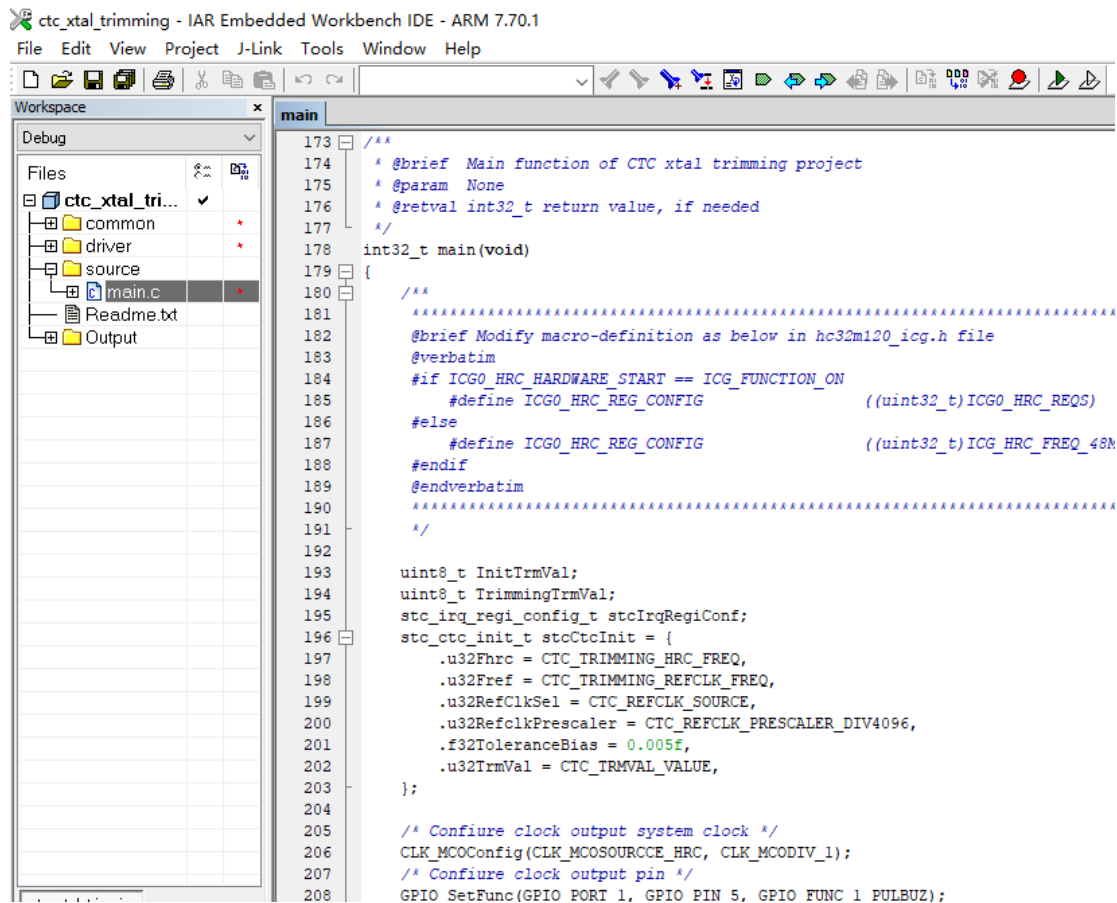 ctc_xtal_trimming - IAR Embedded Workbench IDE - ARM 7.70.1
File Edit View Project J-Link Tools Window Help
Workspace
Debug
Files
ctc_xtal_tri...
common
driver
source
main.c
Readme.txt
Output
main
173 /**
174 * @brief Main function of CTC xtal trimming project
175 * @param None
176 * @retval int32_t return value, if needed
177 */
178 int32_t main(void)
179 {
180 /**
181 *******************************************************************************
182 @brief Modify macro-definition as below in hc32m120_icg.h file
183 @verbatim
184 #if ICG0_HRC_HARDWARE_START == ICG_FUNCTION_ON
185 #define ICG0_HRC_REG_CONFIG ((uint32_t)ICG0_HRC_REQS)
186 #else
187 #define ICG0_HRC_REG_CONFIG ((uint32_t)ICG_HRC_FREQ_48M
188 #endif
189 @endverbatim
190 *******************************************************************************
191 */
192
193 uint8_t InitTrmVal;
194 uint8_t TrimmingTrmVal;
195 stc_irq_regi_config_t stcIrqRegiConf;
196 stc_ctc_init_t stcCtcInit = {
197 .u32Fhrc = CTC_TRIMMING_HRC_FREQ,
198 .u32Fref = CTC_TRIMMING_REFCLK_FREQ,
199 .u32RefClkSel = CTC_REFCLK_SOURCE,
200 .u32RefclkPrescaler = CTC_REFCLK_PRESCALER_DIV4096,
201 .f32ToleranceBias = 0.005f,
202 .u32TrmVal = CTC_TRMVAL_VALUE,
203 };
204
205 /* Confiure clock output system clock */
206 CLK_MCOConfig(CLK_MCOSOURCCE_HRC, CLK_MCODIV_1);
207 /* Confiure clock output pin */
208 GPIO_SetFunc(GPIO_PORT_1, GPIO_PIN_5, GPIO_FUNC_1_PULBUZ);